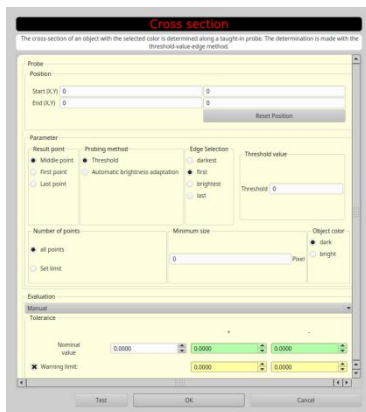 Cross section
The cross-section of an object with the selected color is determined along a taught-in probe. The determination is made with the
threshold-value edge method.
Probe
Position
Start (X,Y) 0 0
End (X,Y) 0 0
Reset Position
Parameter
Result point Probing method Edge Selection Threshold value
Middle point Threshold darkest
First point Automatic brightness adaptation first
Last point brightest
Threshold 0
last
Number of points Minimum size Object color
dark
all points
bright
0 Pixel
Set limit
Evaluation
Manual
Tolerance
+ -
Nominal
value 0.0000 0.0000 0.0000
Warning limit: 0.0000 0.0000
Test OK Cancel